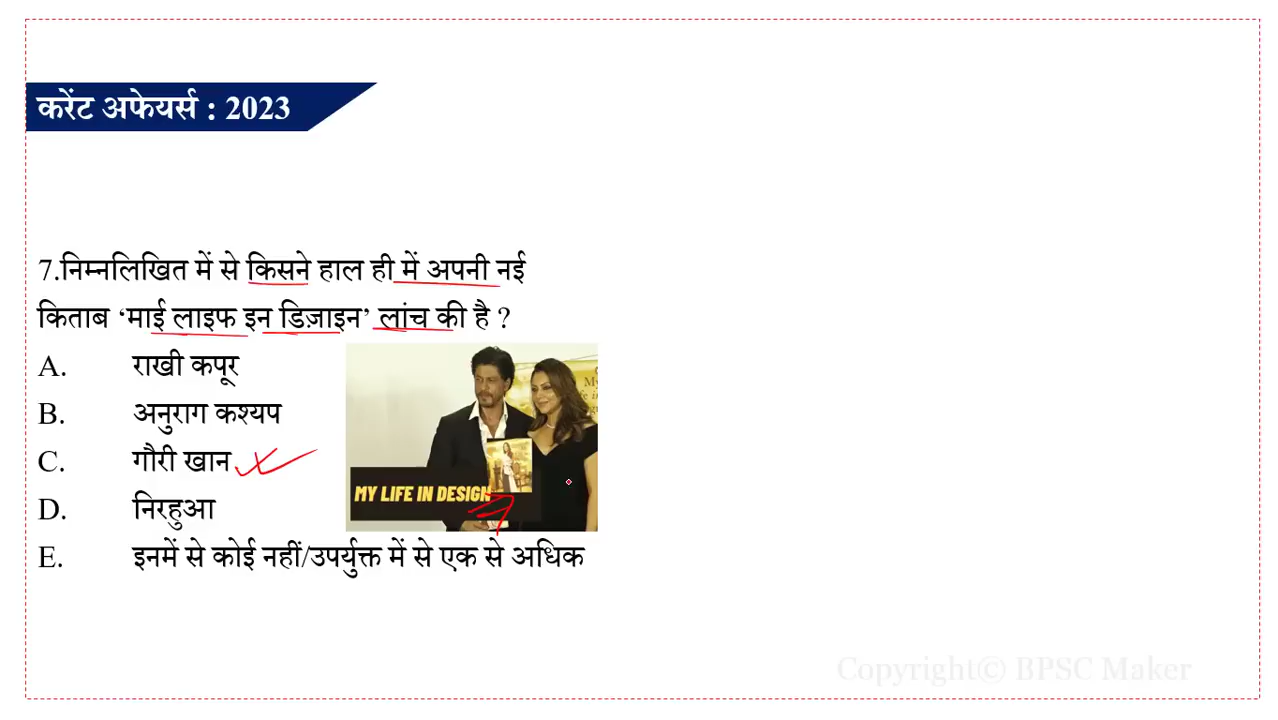 करेंट अफेयर्स : 2023
7.निम्नलिखित में से किसने हाल ही में अपनी नई
किताब ‘माई लाइफ इन डिज़ाइन’ लांच की है ?
A. राखी कपूर
B. अनुराग कश्यप
C. गौरी खान
D. निरहुआ
E. इनमें से कोई नहीं/उपर्युक्त में से एक से अधिक
MY LIFE IN DESIGN
Copyright© BPSC Maker